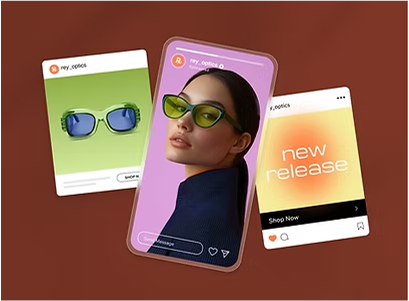 rey_optics
SHOP N
R
rey_optics
Send Message
_optics
new
release
Shop Now